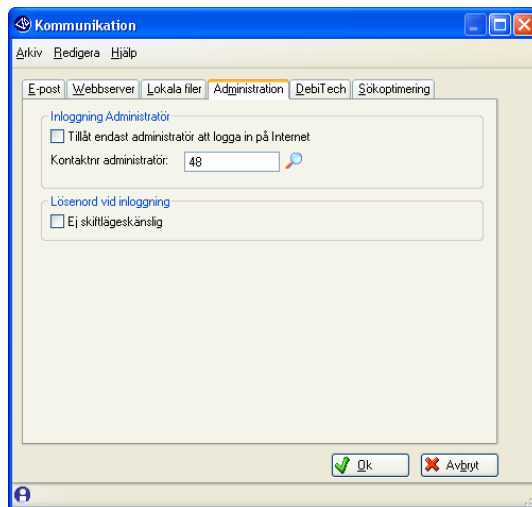 Kommunikation
Arkiv Redigera Hjälp
E-post Webbserver Lokala filer Administration DebiTech Sökoptimering
Inloggning Administratör
Tillåt endast administratör att logga in på Internet
Kontaktnr administratör: 48
Lösenord vid inloggning
Ej skiftlägeskänslig
Ok Avbryt